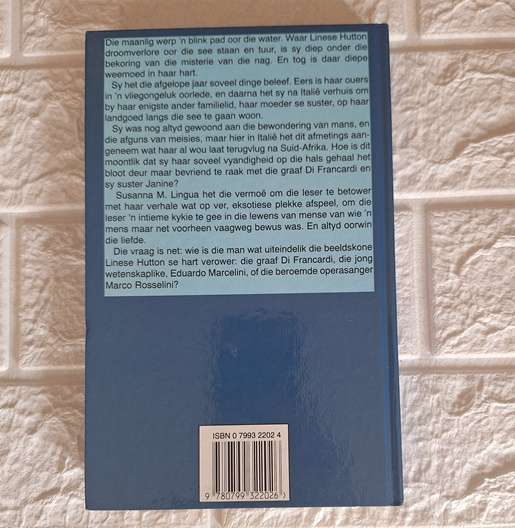 Die maanlig werp 'n blink pad oor die water. Waar Linese Hutton
droomverlore oor die see staan en tuur, is sy diep onder die
bekoring van die misterie van die nag. En tog is daar diepe
weemoed in haar hart.
Sy het die afgelope jaar soveel dinge beleef. Eers is haar ouers
in 'n vliegongeluk oorlede, en daarna het sy na Italië verhuis om
by haar enigste ander familielid, haar moeder se suster, op haar
landgoed langs die see te gaan woon.
Sy was nog altyd gewoond aan die bewondering van mans, en
die afguns van meisies, maar hier in Italië het dit afmetings aan-
geneem wat haar al wou laat terugvlug na Suid-Afrika. Hoe is dit
moontlik dat sy haar soveel vyandigheid op die hals gehaal het
bloot deur maar bevriend te raak met die graaf Di Francardi en
sy suster Janine?
Susanna M. Lingua het die vermoë om die leser te betower
met haar verhale wat op ver, eksotiese plekke afspeel, om die
leser 'n intieme kykie te gee in die lewens van mense van wie 'n
mens maar net voorheen vaagweg bewus was. En altyd oorwin
die liefde.
Die vraag is net: wie is die man wat uiteindelik die beeldskone
Linese Hutton se hart verower: die graaf Di Francardi, die jong
wetenskaplike, Eduardo Marcelini, of die beroemde operasanger
Marco Rosselini?
ISBN 0 7993 2202 4
9 780799 322026